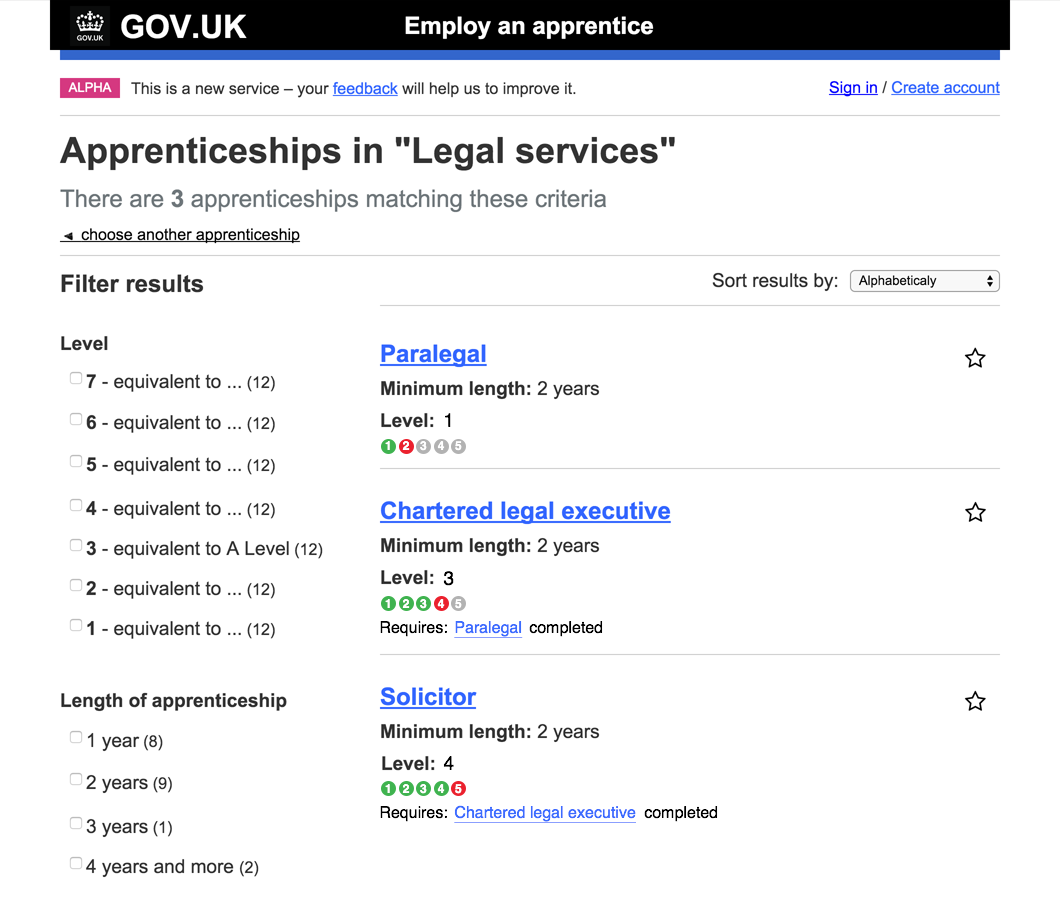 GOV.UK GOV.UK Employ an apprentice
ALPHA This is a new service – your feedback will help us to improve it. Sign in / Create account
Apprenticeships in "Legal services"
There are 3 apprenticeships matching these criteria
◄ choose another apprenticeship
Filter results
Sort results by: Alphabeticaly
Level
7 - equivalent to ... (12)
6 - equivalent to ... (12)
5 - equivalent to ... (12)
4 - equivalent to ... (12)
3 - equivalent to A Level (12)
2 - equivalent to ... (12)
1 - equivalent to ... (12)
Length of apprenticeship
1 year (8)
2 years (9)
3 years (1)
4 years and more (2)
Paralegal
Minimum length: 2 years
Level: 1
1 2 3 4 5
Chartered legal executive
Minimum length: 2 years
Level: 3
1 2 3 4 5
Requires: Paralegal completed
Solicitor
Minimum length: 2 years
Level: 4
1 2 3 4 5
Requires: Chartered legal executive completed